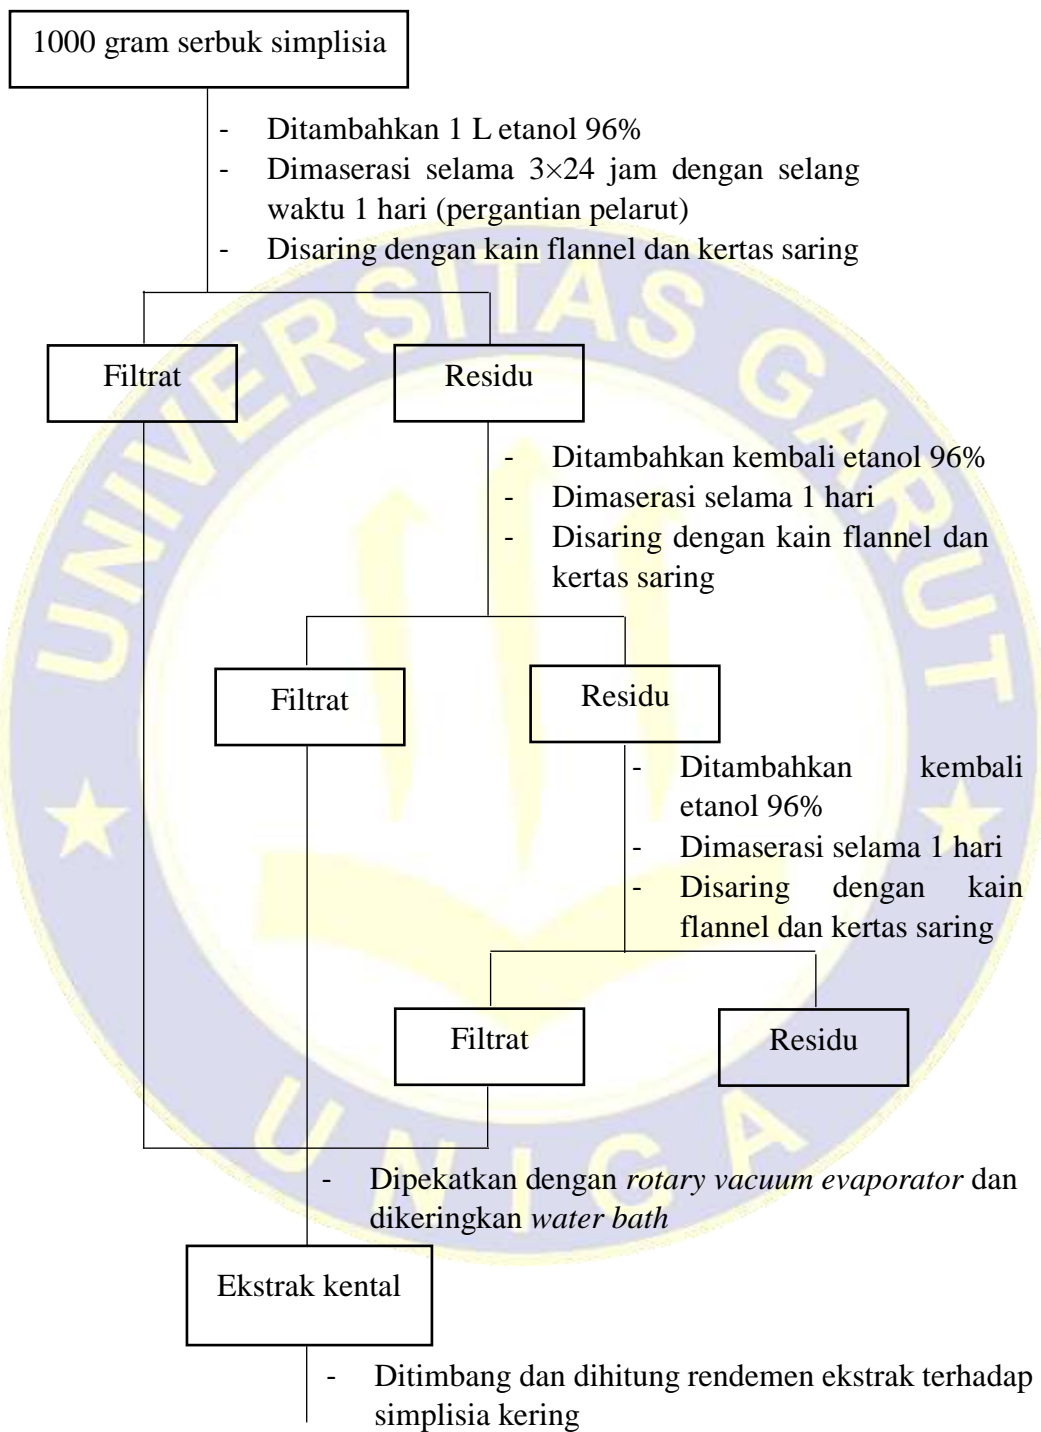 1000 gram serbuk simplisia
- Ditambahkan 1 L etanol 96%
- Dimaserasi selama 3×24 jam dengan selang
waktu 1 hari (pergantian pelarut)
- Disaring dengan kain flannel dan kertas saring
Filtrat
Residu
- Ditambahkan kembali etanol 96%
- Dimaserasi selama 1 hari
- Disaring dengan kain flannel dan
kertas saring
Filtrat
Residu
- Ditambahkan kembali
etanol 96%
- Dimaserasi selama 1 hari
- Disaring dengan kain
flannel dan kertas saring
Filtrat
Residu
- Dipekatkan dengan rotary vacuum evaporator dan
dikeringkan water bath
Ekstrak kental
- Ditimbang dan dihitung rendemen ekstrak terhadap
simplisia kering
UNIVERSITAS GARUT
UNIGA